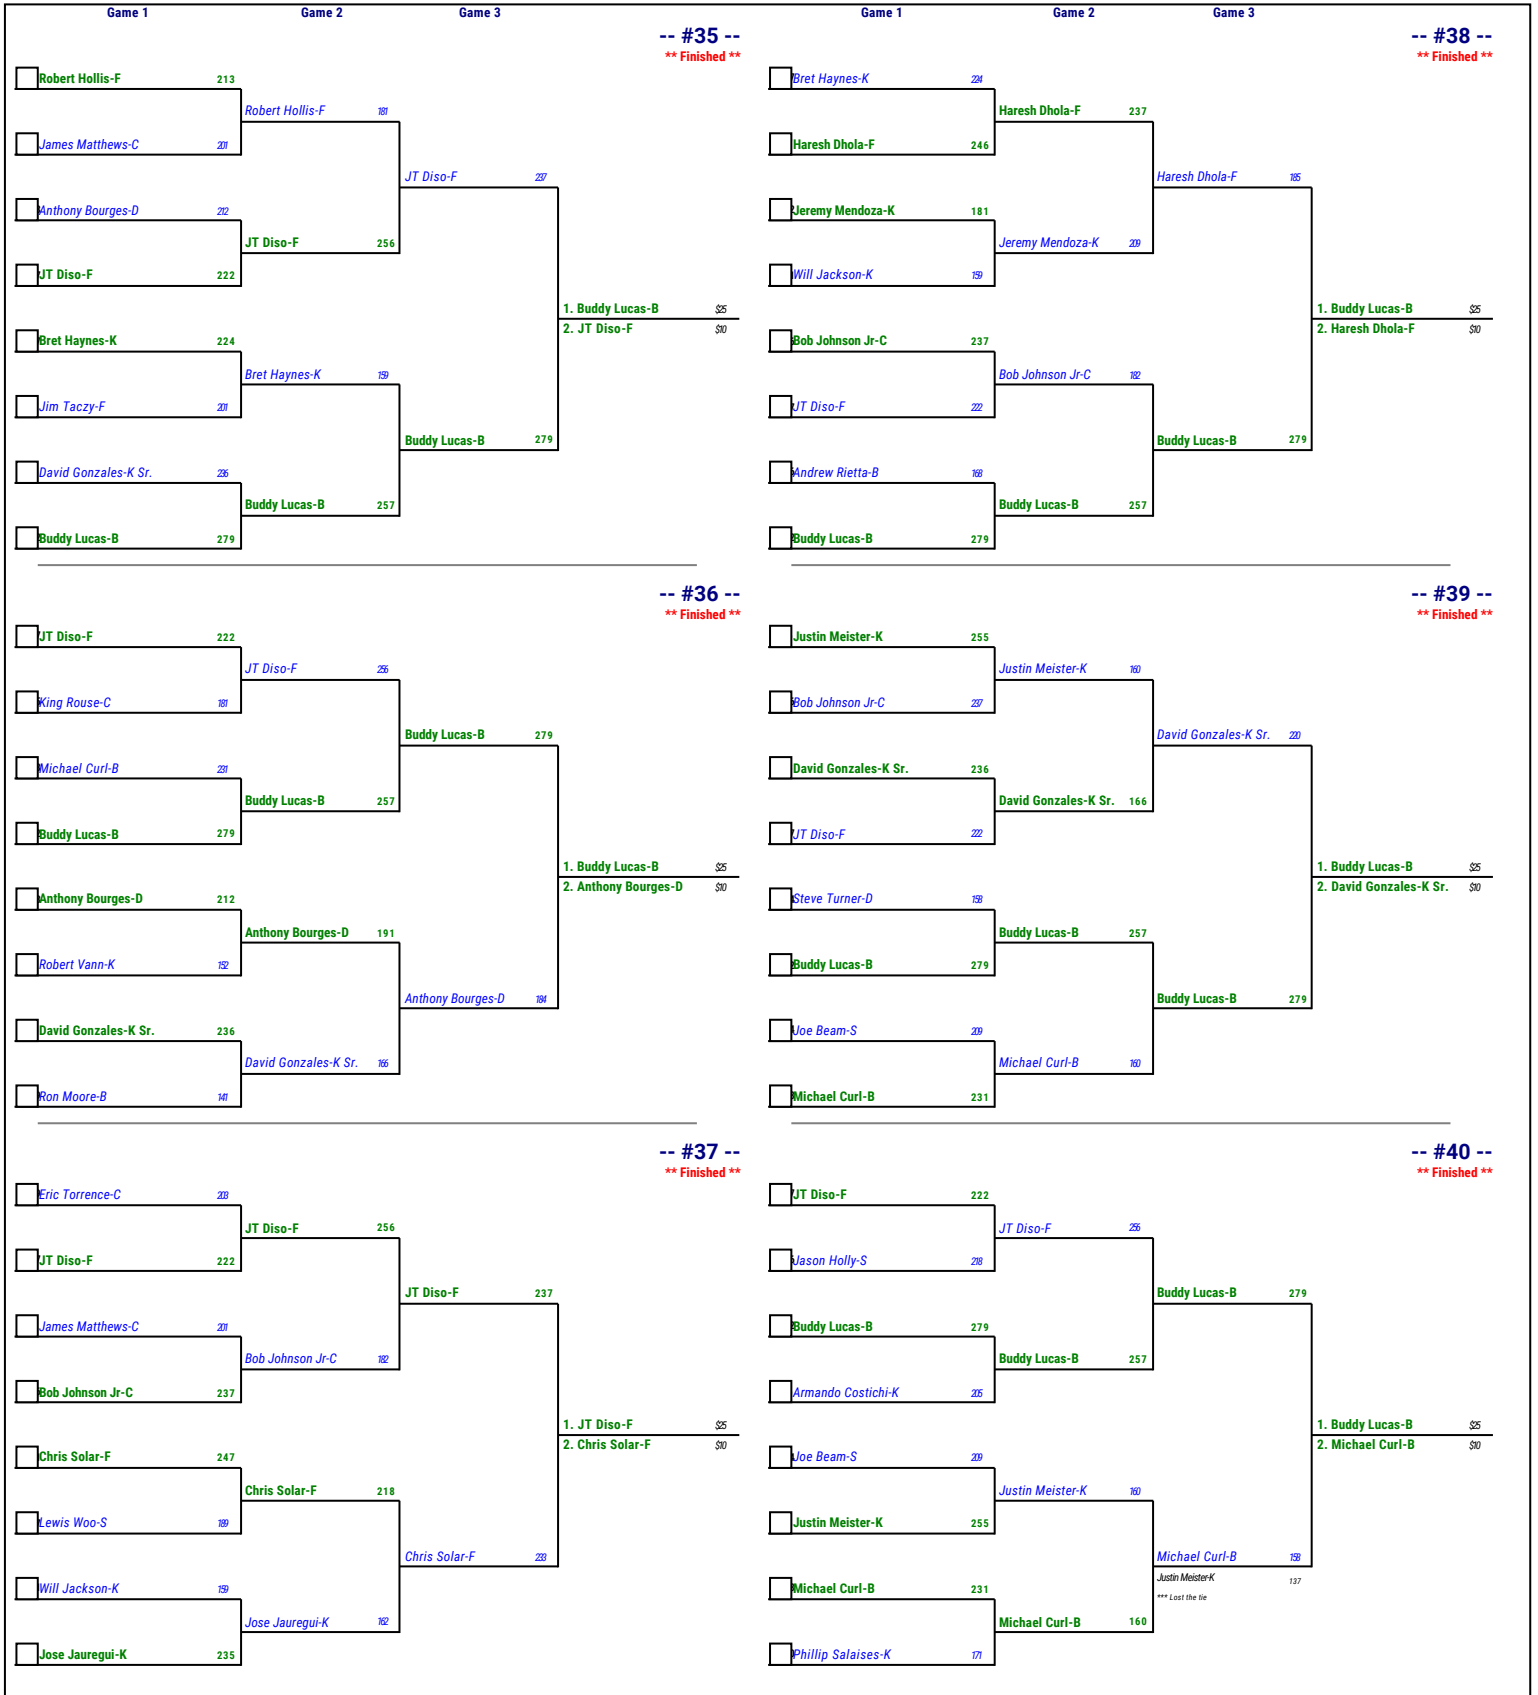 Game 1 Game 2 Game 3
-- #35 --
** Finished **
Robert Hollis-F 213
Robert Hollis-F 181
James Matthews-C 201
JT Diso-F 237
Anthony Bourges-D 212
JT Diso-F 256
JT Diso-F 222
1. Buddy Lucas-B $25
2. JT Diso-F $10
Bret Haynes-K 224
Bret Haynes-K 159
Jim Taczy-F 201
Buddy Lucas-B 279
David Gonzales-K Sr. 236
Buddy Lucas-B 257
Buddy Lucas-B 279
-- #36 --
** Finished **
JT Diso-F 222
JT Diso-F 256
King Rouse-C 181
Buddy Lucas-B 279
Michael Curl-B 231
Buddy Lucas-B 257
Buddy Lucas-B 279
1. Buddy Lucas-B $25
2. Anthony Bourges-D $10
Anthony Bourges-D 212
Anthony Bourges-D 191
Robert Vann-K 152
Anthony Bourges-D 184
David Gonzales-K Sr. 236
David Gonzales-K Sr. 166
Ron Moore-B 141
-- #37 --
** Finished **
Eric Torrence-C 203
JT Diso-F 256
JT Diso-F 222
JT Diso-F 237
James Matthews-C 201
Bob Johnson Jr-C 182
Bob Johnson Jr-C 237
1. JT Diso-F $25
2. Chris Solar-F $10
Chris Solar-F 247
Chris Solar-F 218
Lewis Woo-S 189
Chris Solar-F 233
Will Jackson-K 159
Jose Jauregui-K 162
Jose Jauregui-K 235
Game 1 Game 2 Game 3
-- #38 --
** Finished **
Bret Haynes-K 224
Haresh Dhola-F 237
Haresh Dhola-F 246
Haresh Dhola-F 185
Jeremy Mendoza-K 181
Jeremy Mendoza-K 209
Will Jackson-K 159
1. Buddy Lucas-B $25
2. Haresh Dhola-F $10
Bob Johnson Jr-C 237
Bob Johnson Jr-C 182
JT Diso-F 222
Buddy Lucas-B 279
Andrew Rietta-B 168
Buddy Lucas-B 257
Buddy Lucas-B 279
-- #39 --
** Finished **
Justin Meister-K 255
Justin Meister-K 160
Bob Johnson Jr-C 237
David Gonzales-K Sr. 220
David Gonzales-K Sr. 236
David Gonzales-K Sr. 166
JT Diso-F 222
1. Buddy Lucas-B $25
2. David Gonzales-K Sr. $10
Steve Turner-D 158
Buddy Lucas-B 257
Buddy Lucas-B 279
Buddy Lucas-B 279
Joe Beam-S 209
Michael Curl-B 160
Michael Curl-B 231
-- #40 --
** Finished **
JT Diso-F 222
JT Diso-F 256
Jason Holly-S 218
Buddy Lucas-B 279
Buddy Lucas-B 279
Buddy Lucas-B 257
Armando Costichi-K 205
1. Buddy Lucas-B $25
2. Michael Curl-B $10
Joe Beam-S 209
Justin Meister-K 160
Justin Meister-K 255
Michael Curl-B 158
Justin Meister-K 137
*** Lost the tie
Michael Curl-B 231
Michael Curl-B 160
Phillip Salaises-K 171